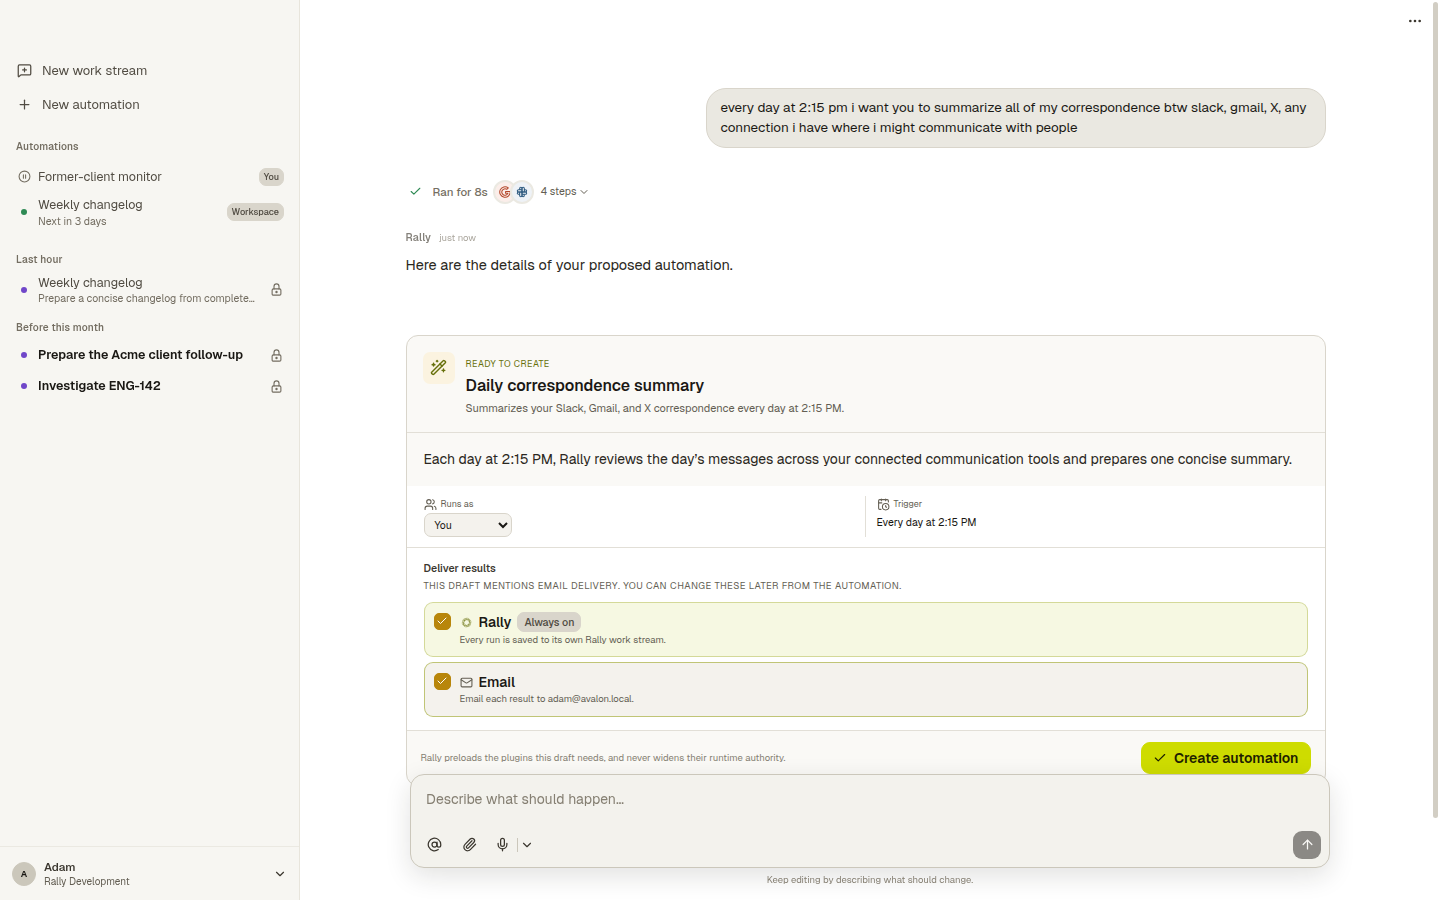 New work stream
New automation
Automations
Former-client monitor
You
Weekly changelog
Workspace
Next in 3 days
Last hour
Weekly changelog
Prepare a concise changelog from complete...
Before this month
Prepare the Acme client follow-up
Investigate ENG-142
A
Adam
Rally Development
every day at 2:15 pm i want you to summarize all of my correspondence btw slack, gmail, X, any
connection i have where i might communicate with people
Ran for 8s
4 steps
Rally just now
Here are the details of your proposed automation.
READY TO CREATE
Daily correspondence summary
Summarizes your Slack, Gmail, and X correspondence every day at 2:15 PM.
Each day at 2:15 PM, Rally reviews the day's messages across your connected communication tools and prepares one concise summary.
Runs as
You
Trigger
Every day at 2:15 PM
Deliver results
THIS DRAFT MENTIONS EMAIL DELIVERY. YOU CAN CHANGE THESE LATER FROM THE AUTOMATION.
Rally Always on
Every run is saved to its own Rally work stream.
Email
Email each result to adam@avalon.local.
Rally preloads the plugins this draft needs, and never widens their runtime authority.
Create automation
Describe what should happen...
Keep editing by describing what should change.